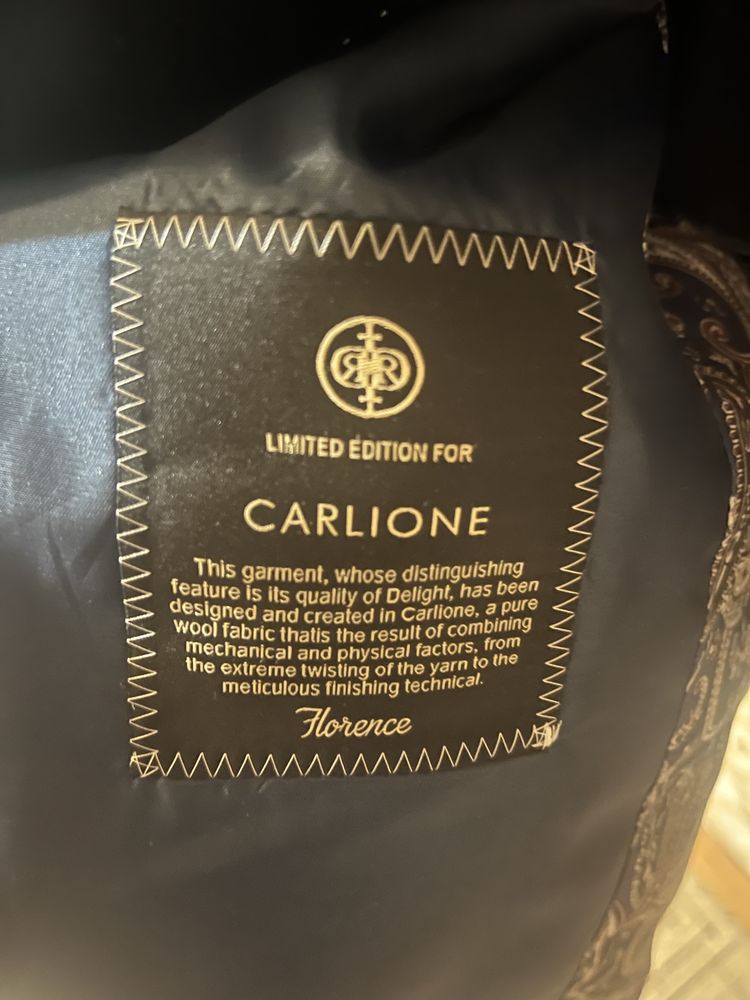 LIMITED EDITION FOR
CARLIONE
This garment, whose distinguishing
feature is its quality of Delight, has been
designed and created in Carlione, a pure
wool fabric thatis the result of combining
mechanical and physical factors, from
the extreme twisting of the yarn to the
meticulous finishing technical.
Florence